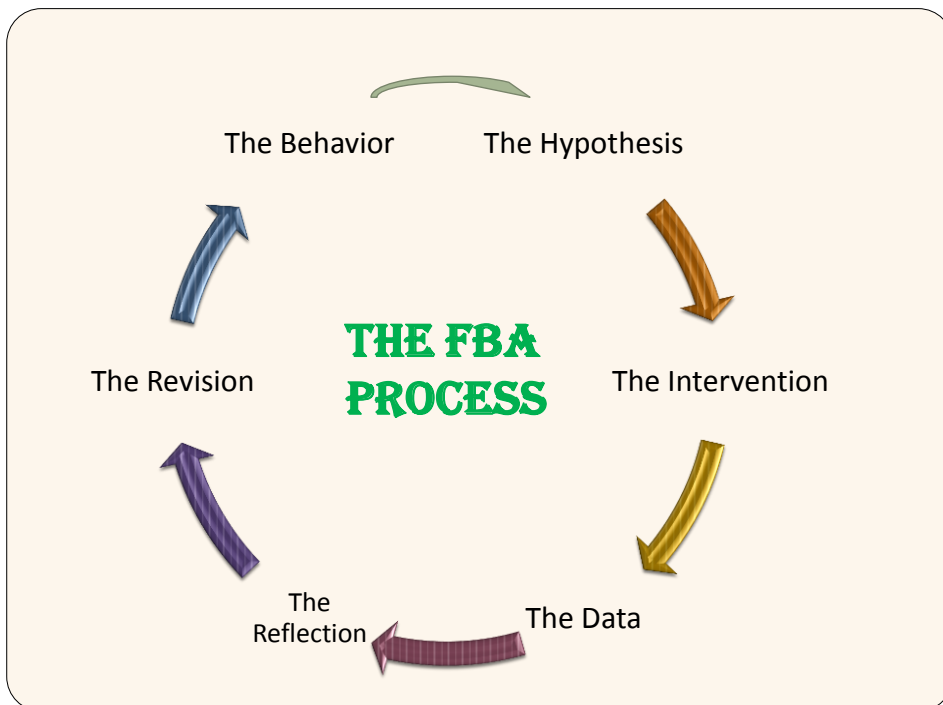 The Behavior
The Hypothesis
THE FBA
PROCESS
The Revision
The Intervention
The
Reflection
The Data